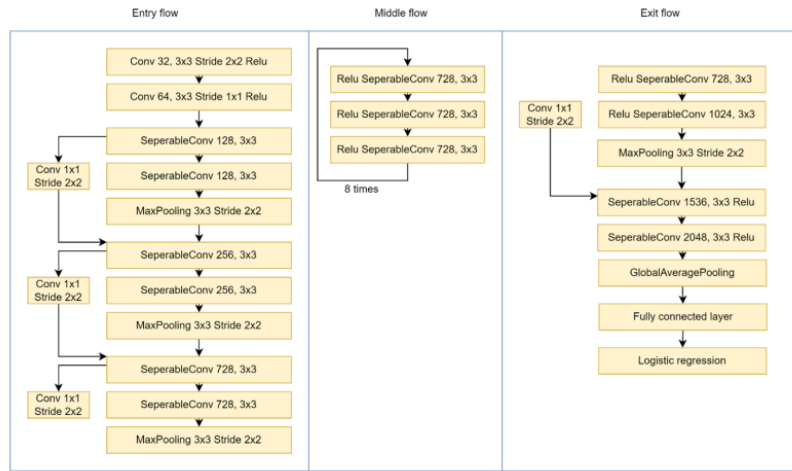 Entry flow
Conv 32, 3x3 Stride 2x2 Relu
Conv 64, 3x3 Stride 1x1 Relu
SeperableConv 128, 3x3
Conv 1x1
Stride 2x2
SeperableConv 128, 3x3
MaxPooling 3x3 Stride 2x2
SeperableConv 256, 3x3
Conv 1x1
Stride 2x2
SeperableConv 256, 3x3
MaxPooling 3x3 Stride 2x2
SeperableConv 728, 3x3
Conv 1x1
Stride 2x2
SeperableConv 728, 3x3
MaxPooling 3x3 Stride 2x2
Middle flow
Relu SeperableConv 728, 3x3
Relu SeperableConv 728, 3x3
Relu SeperableConv 728, 3x3
8 times
Exit flow
Relu SeperableConv 728, 3x3
Conv 1x1
Stride 2x2
Relu SeperableConv 1024, 3x3
MaxPooling 3x3 Stride 2x2
SeperableConv 1536, 3x3 Relu
SeperableConv 2048, 3x3 Relu
GlobalAveragePooling
Fully connected layer
Logistic regression